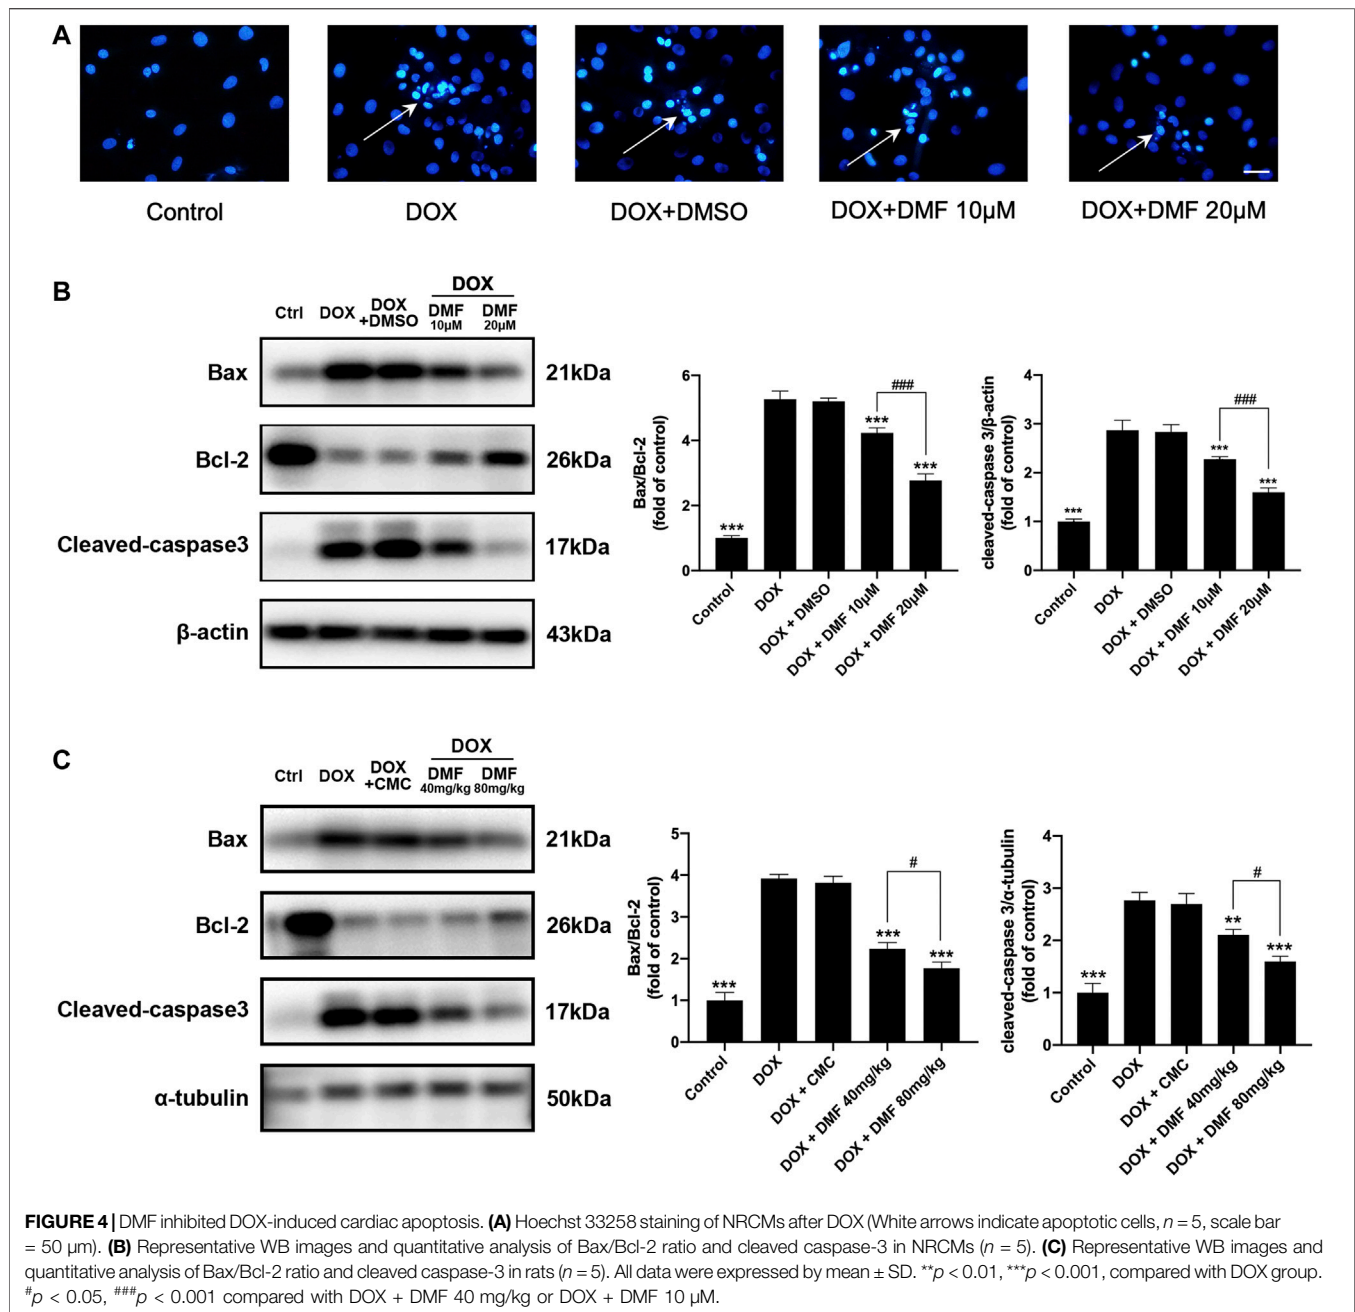 A
Control
DOX
DOX+DMSO
DOX+DMF 10μM
DOX+DMF 20μM
B
DOX
Ctrl
DOX
DOX
+DMSO
DMF
10μM
DMF
20μM
Bax
21kDa
Bcl-2
26kDa
Cleaved-caspase3
17kDa
β-actin
43kDa
Bax/Bcl-2
(fold of control)
6
4
2
0
***
***
***
###
Control
DOX
DOX + DMSO
DOX + DMF 10μM
DOX + DMF 20μM
cleaved-caspase 3/β-actin
(fold of control)
4
3
2
1
0
***
***
***
###
Control
DOX
DOX + DMSO
DOX + DMF 10μM
DOX + DMF 20μM
C
DOX
Ctrl
DOX
DOX
+CMC
DMF
40mg/kg
DMF
80mg/kg
Bax
21kDa
Bcl-2
26kDa
Cleaved-caspase3
17kDa
α-tubulin
50kDa
Bax/Bcl-2
(fold of control)
5
4
3
2
1
0
***
***
***
#
Control
DOX
DOX + CMC
DOX + DMF 40mg/kg
DOX + DMF 80mg/kg
cleaved-caspase 3/α-tubulin
(fold of control)
4
3
2
1
0
***
**
***
#
Control
DOX
DOX + CMC
DOX + DMF 40mg/kg
DOX + DMF 80mg/kg
FIGURE 4 | DMF inhibited DOX-induced cardiac apoptosis. (A) Hoechst 33258 staining of NRCMs after DOX (White arrows indicate apoptotic cells, n = 5, scale bar
= 50 μm). (B) Representative WB images and quantitative analysis of Bax/Bcl-2 ratio and cleaved caspase-3 in NRCMs (n = 5). (C) Representative WB images and
quantitative analysis of Bax/Bcl-2 ratio and cleaved caspase-3 in rats (n = 5). All data were expressed by mean ± SD. **p < 0.01, ***p < 0.001, compared with DOX group.
#p < 0.05, ###p < 0.001 compared with DOX + DMF 40 mg/kg or DOX + DMF 10 μM.